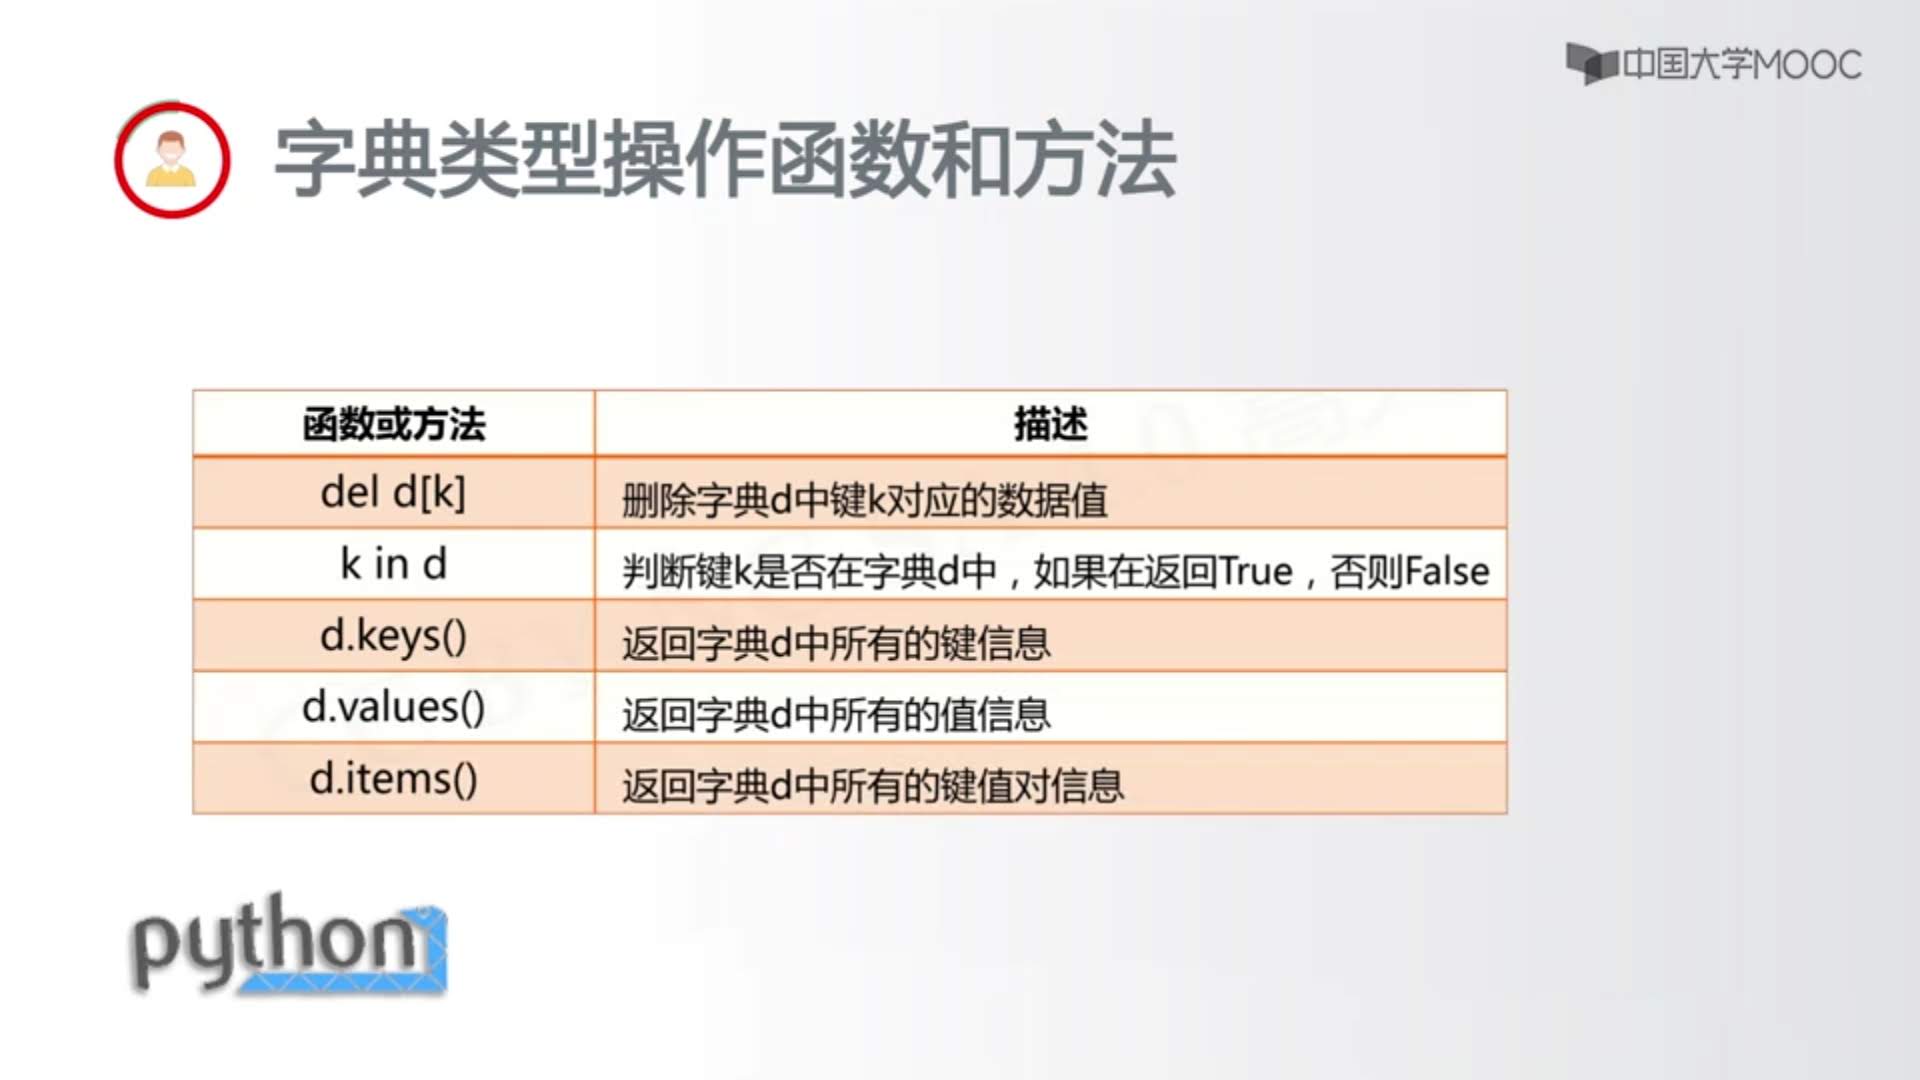 中国大学MOOC
字典类型操作函数和方法
函数或方法 描述
del d[k] 删除字典d中键k对应的数据值
k in d 判断键k是否在字典d中，如果在返回True，否则False
d.keys() 返回字典d中所有的键信息
d.values() 返回字典d中所有的值信息
d.items() 返回字典d中所有的键值对信息
python